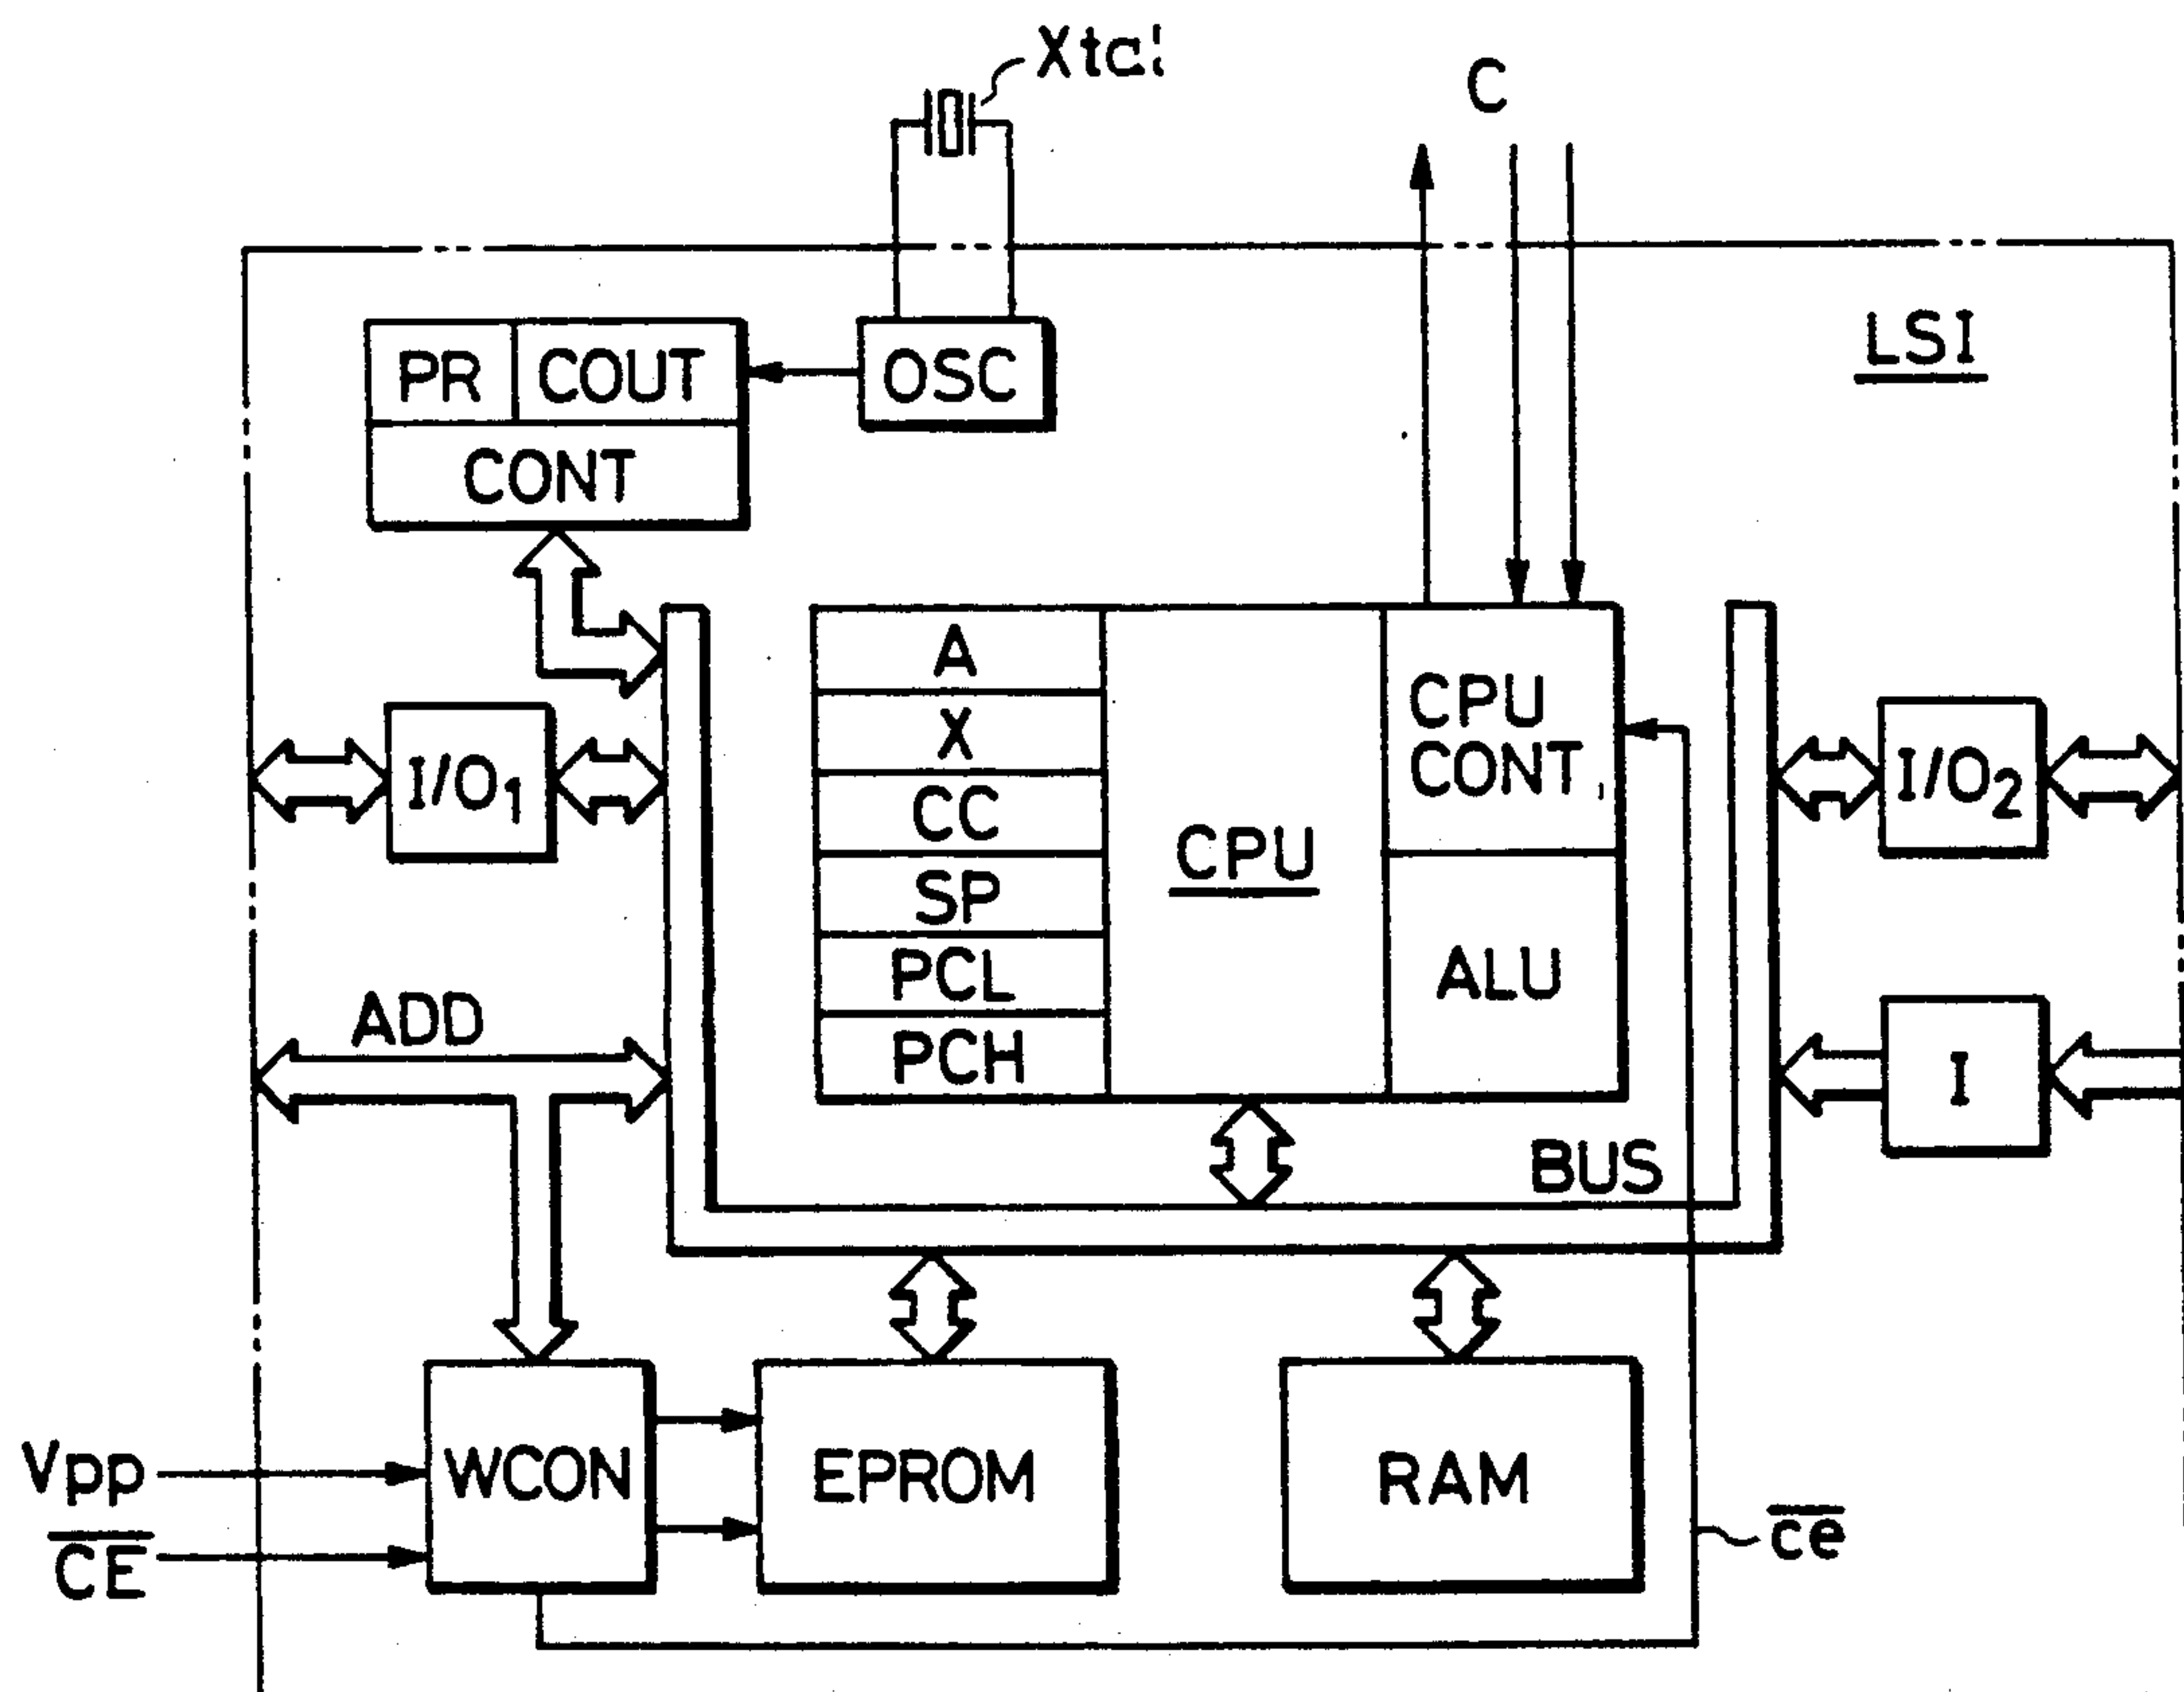 Xtal
C
LSI
PR
COUT
OSC
CONT
A
X
CC
SP
PCL
PCH
CPU
CPU
CONT
ALU
I/O1
I/O2
ADD
I
BUS
Vpp
CE
WCON
EPROM
RAM
ce